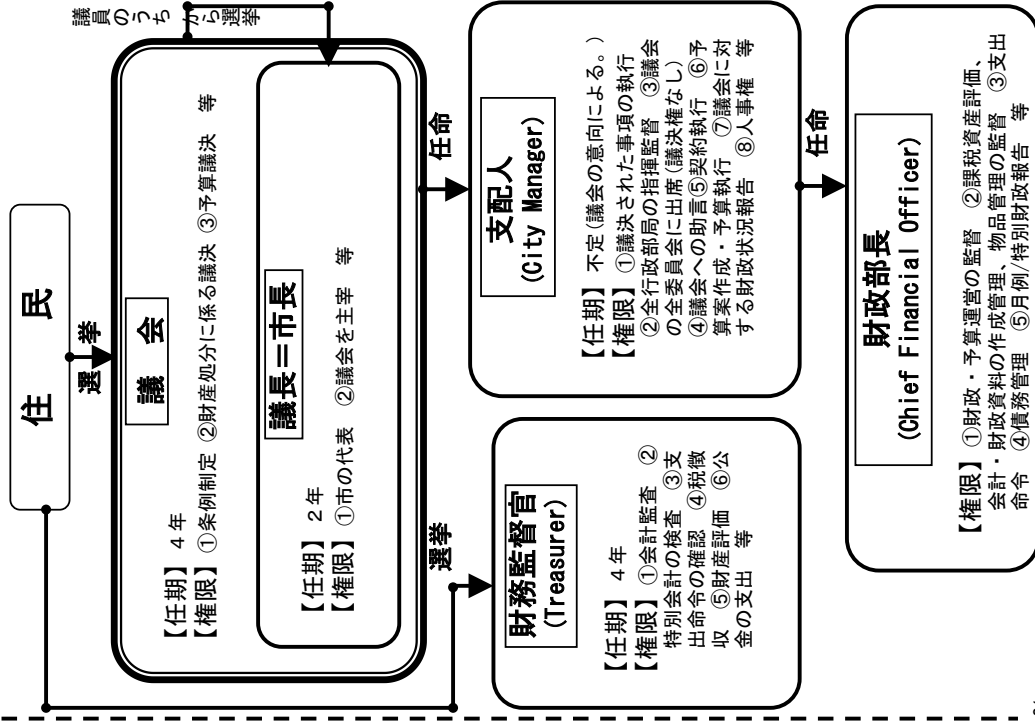 住　民
選　挙
議員のうち から選挙
議　会
【任期】 4年
【権限】 ①条例制定 ②財産処分に係る議決 ③予算議決　等
議長＝市長
【任期】 2年
【権限】 ①市の代表　②議会を主宰　等
選挙
任命
財務監督官
(Treasurer)
【任期】 4年
【権限】 ①会計監査 ②
特別会計の検査 ③支
出命令の確認 ④税徴
収 ⑤財産評価 ⑥公
金の支出　等
支配人
(City Manager)
【任期】 不定(議会の意向による。)
【権限】 ①議決された事項の執行
②全行政部局の指揮監督 ③議会
の全委員会に出席(議決権なし)
④議会への助言⑤契約執行 ⑥予
算案作成・予算執行 ⑦議会に対
する財政状況報告 ⑧人事権　等
任命
財政部長
(Chief Financial Officer)
【権限】 ①財政・予算運営の監督 ②課税資産評価、
会計・財政資料の作成管理、物品管理の監督 ③支出
命令 ④債務管理 ⑤月例/特別財政報告　等